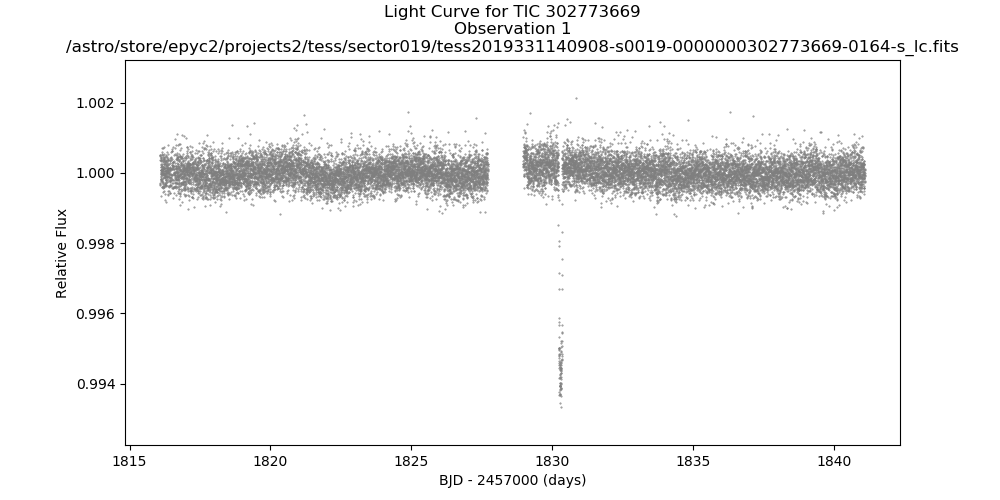 Light Curve for TIC 302773669
Observation 1
/astro/store/epyc2/projects2/tess/sector019/tess2019331140908-s0019-0000000302773669-0164-s_lc.fits
1.002
1.000
0.998
0.996
0.994
Relative Flux
1815
1820
1825
1830
1835
1840
BJD - 2457000 (days)